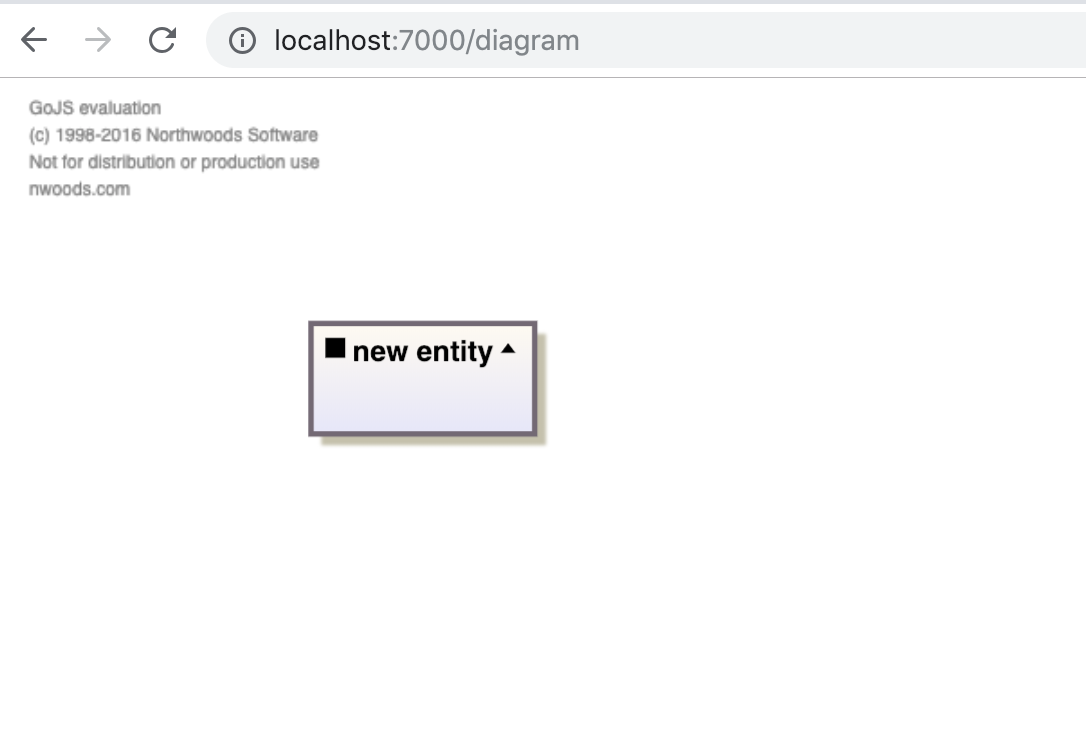 localhost:7000/diagram
GoJS evaluation
(c) 1998-2016 Northwoods Software
Not for distribution or production use
nwoods.com
new entity